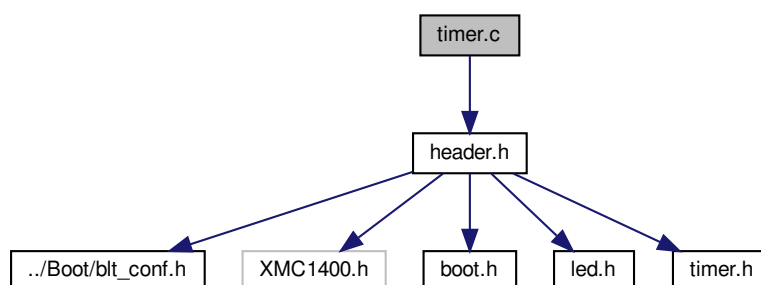 timer.c
header.h
../Boot/blt_conf.h
XMC1400.h
boot.h
led.h
timer.h